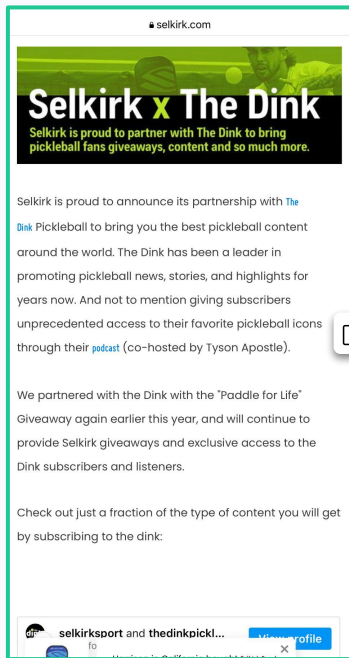 selkirk.com
Selkirk x The Dink
Selkirk is proud to partner with The Dink to bring
pickleball fans giveaways, content and so much more.
Selkirk is proud to announce its partnership with The
Dink Pickleball to bring you the best pickleball content
around the world. The Dink has been a leader in
promoting pickleball news, stories, and highlights for
years now. And not to mention giving subscribers
unprecedented access to their favorite pickleball icons
through their podcast (co-hosted by Tyson Apostle).
We partnered with the Dink with the "Paddle for Life"
Giveaway again earlier this year, and will continue to
provide Selkirk giveaways and exclusive access to the
Dink subscribers and listeners.
Check out just a fraction of the type of content you will get
by subscribing to the dink:
selkirksport and thedinkpickl...
View profile